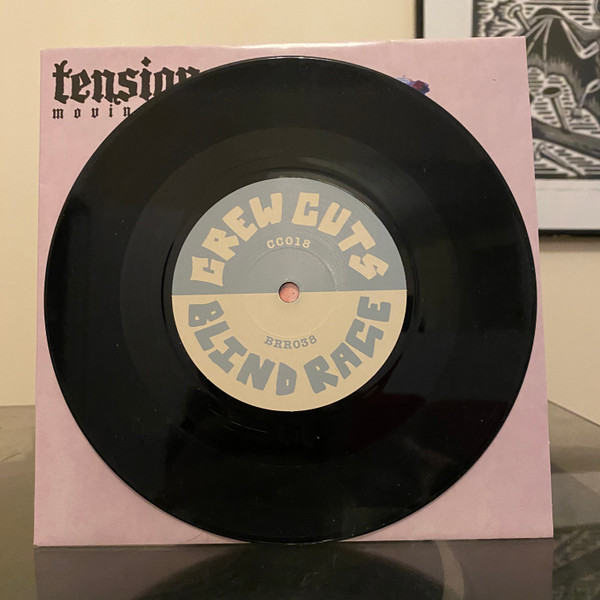 tension
movin
CREW CUTS
CC018
BRR038
BLIND RAGE